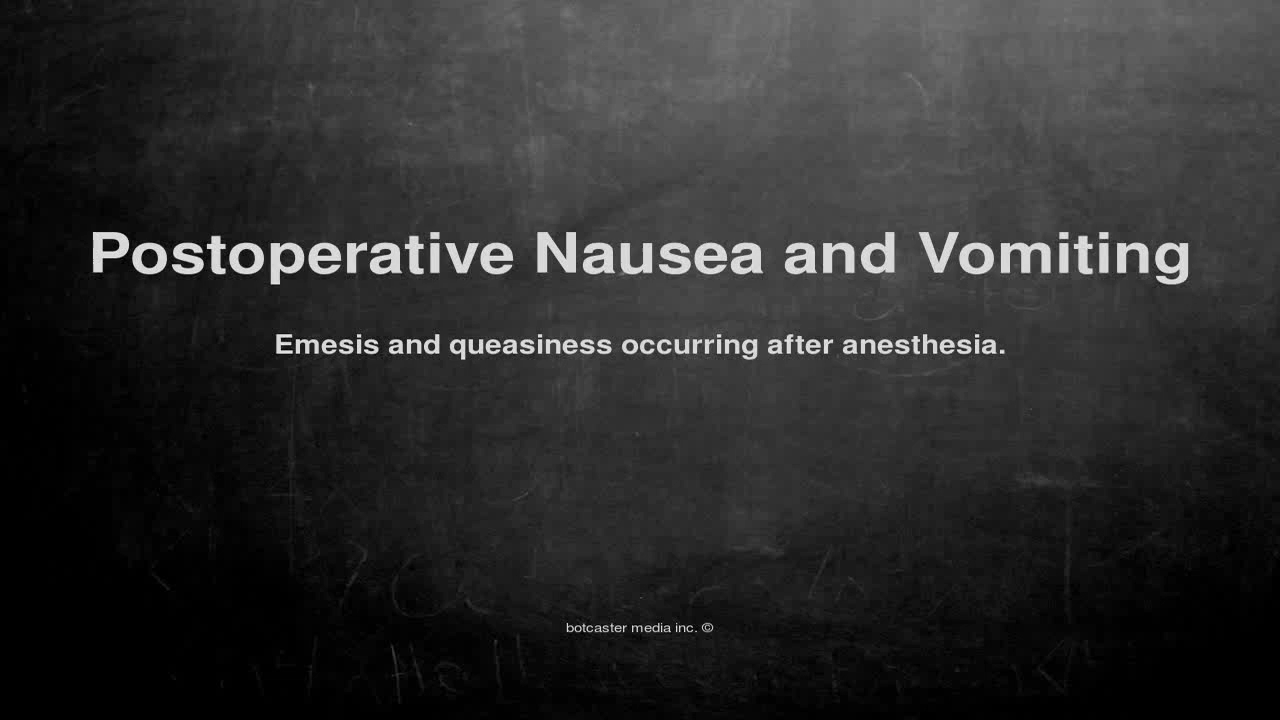 Postoperative Nausea and Vomiting
Emesis and queasiness occurring after anesthesia.
botcaster media inc. ©